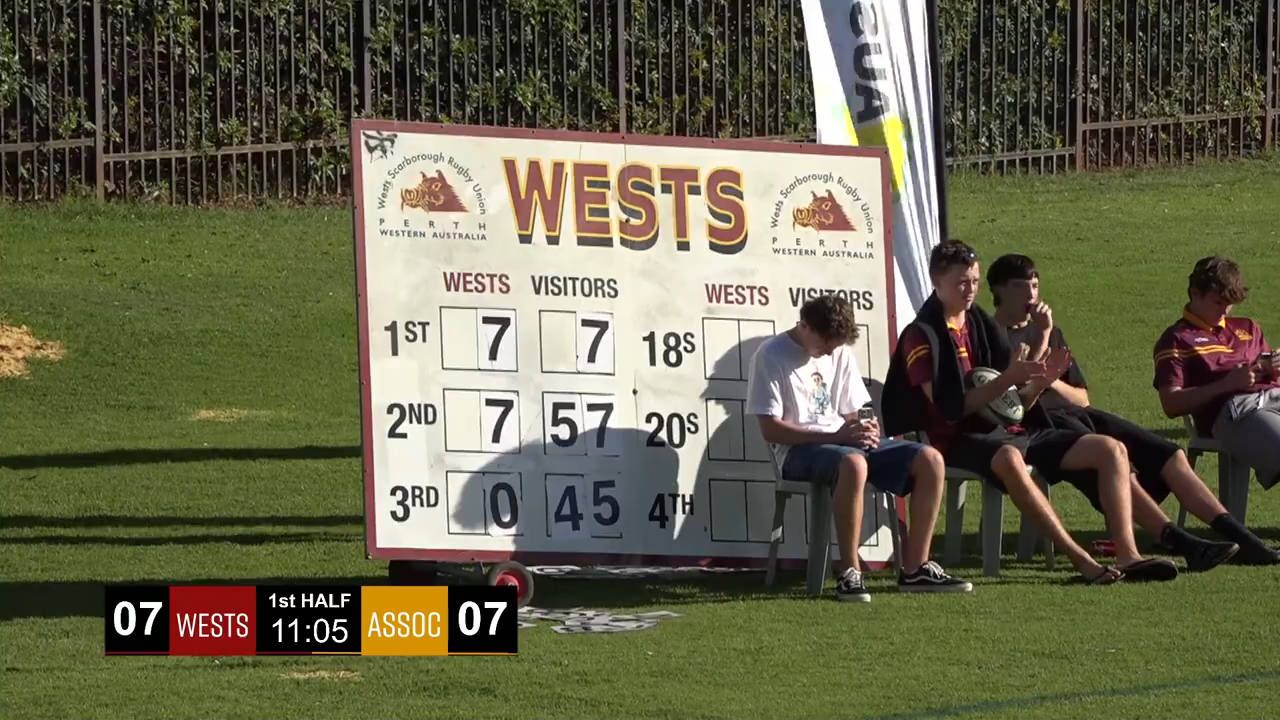 CUA
Wests Scarborough Rugby Union
PERTH
WESTERN AUSTRALIA
WESTS
Wests Scarborough Rugby Union
PERTH
WESTERN AUSTRALIA
WESTS VISITORS WESTS VISITORS
1ST 7 7 18S
2ND 7 57 20S
3RD 0 45 4TH
07 WESTS 1st HALF 11:05 ASSOC 07